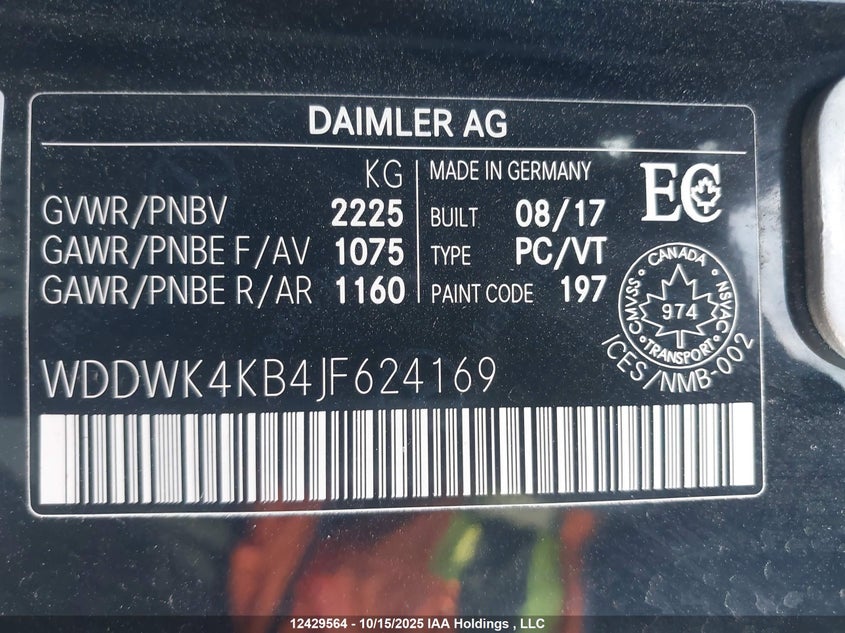 DAIMLER AG
KG
GVWR/PNBV 2225
GAWR/PNBE F/AV 1075
GAWR/PNBE R/AR 1160
MADE IN GERMANY
BUILT 08/17
TYPE PC/VT
PAINT CODE 197
EC
CANADA
CMVSS 974 NSVAC
TRANSPORT
ICES/NMB-002
WDDWK4KB4JF624169
12429564 - 10/15/2025 IAA Holdings , LLC